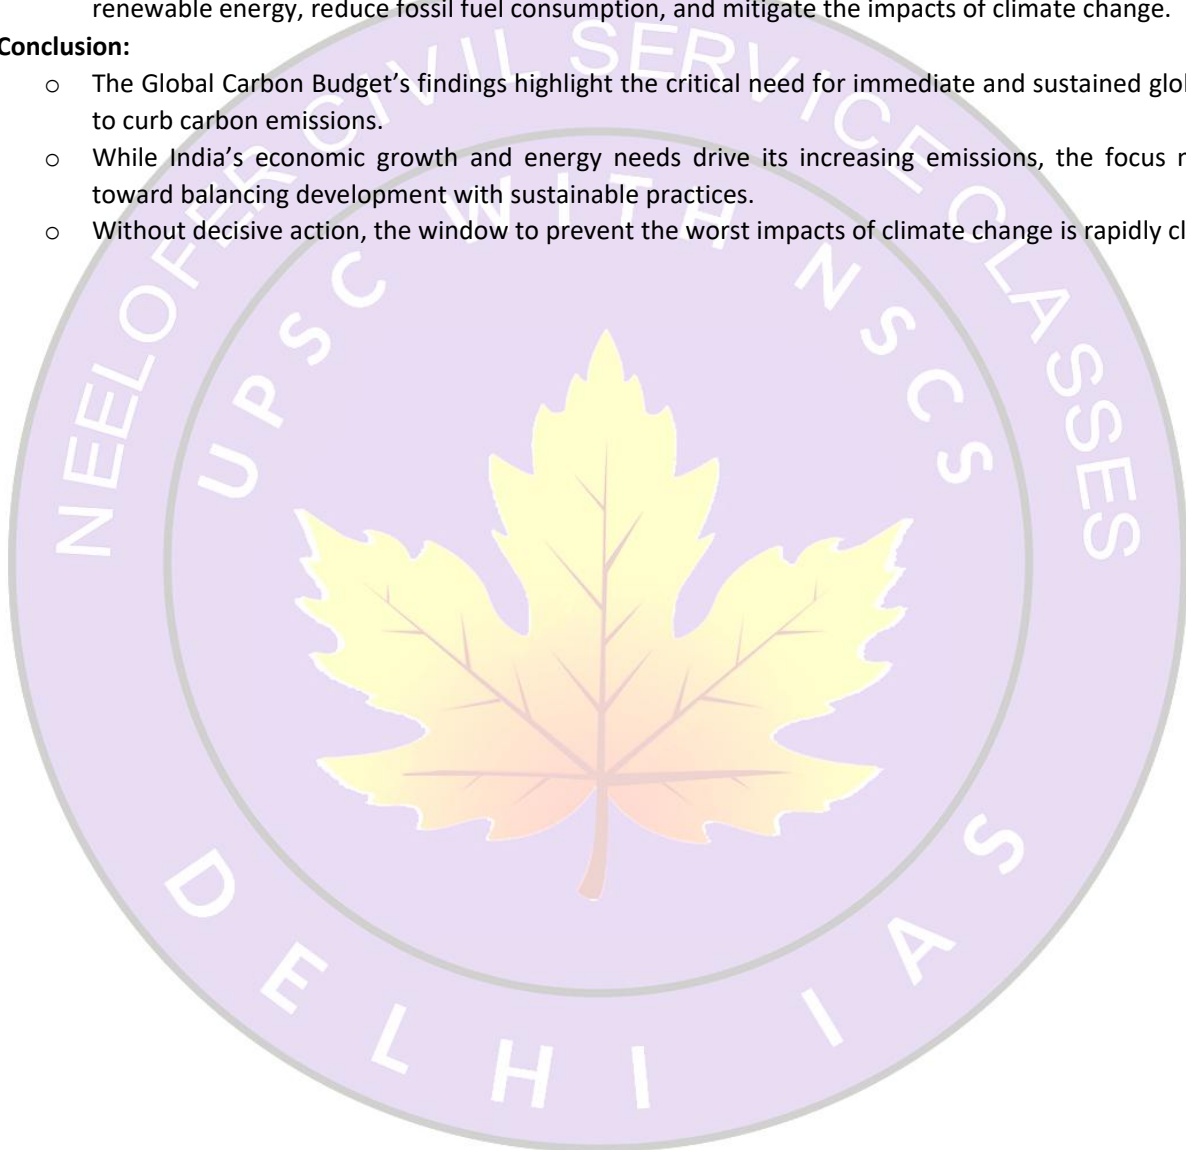 renewable energy, reduce fossil fuel consumption, and mitigate the impacts of climate change.
Conclusion:
o The Global Carbon Budget’s findings highlight the critical need for immediate and sustained
to curb carbon emissions.
o While India’s economic growth and energy needs drive its increasing emissions, the focus
toward balancing development with sustainable practices.
o Without decisive action, the window to prevent the worst impacts of climate change is rapidly
NEELOFER CIVIL SERVICE CLASSES
UPSC WITH NSCS
DELHI IAS